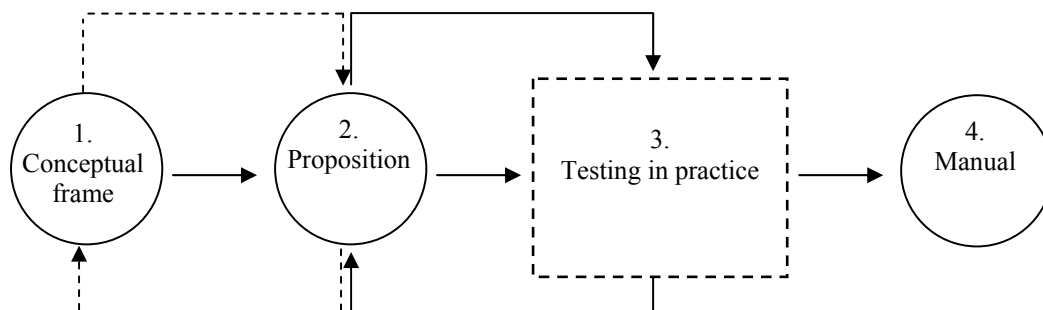 1.
Conceptual
frame
2.
Proposition
3.
Testing in practice
4.
Manual